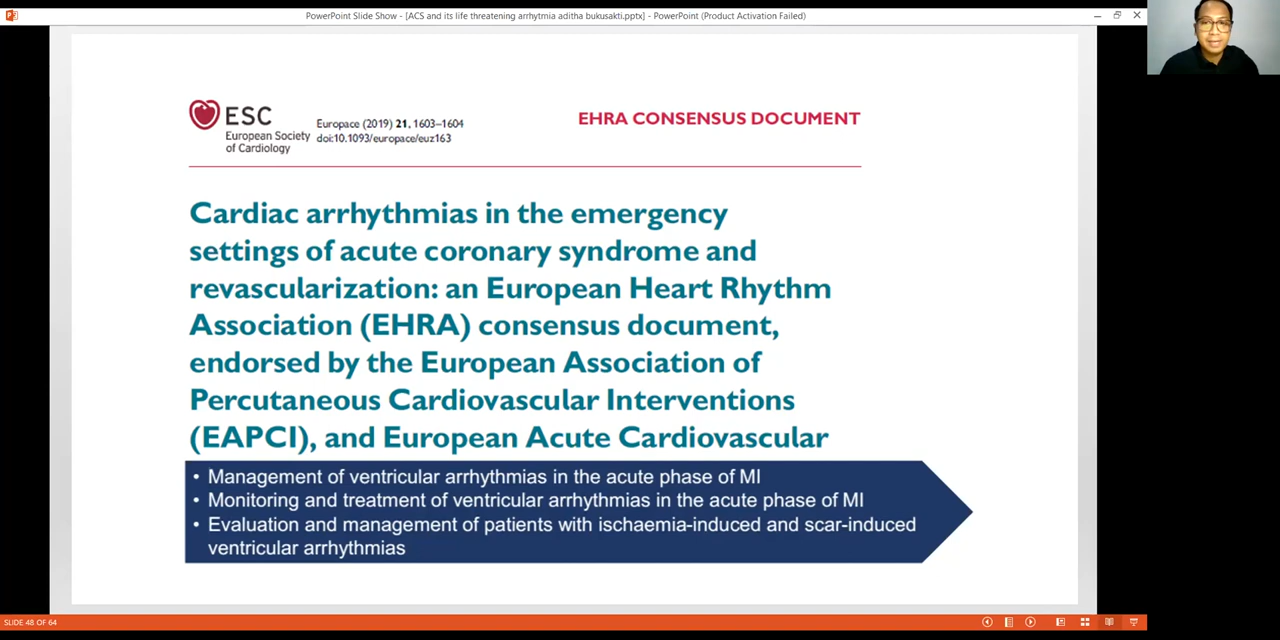 PowerPoint Slide Show - [ACS and its life threatening arrhytmia aditha bukusakti.pptx] - PowerPoint (Product Activation Failed)
ESC
European Society
of Cardiology
Europace (2019) 21, 1603–1604
doi:10.1093/europace/euz163
EHRA CONSENSUS DOCUMENT
Cardiac arrhythmias in the emergency
settings of acute coronary syndrome and
revascularization: an European Heart Rhythm
Association (EHRA) consensus document,
endorsed by the European Association of
Percutaneous Cardiovascular Interventions
(EAPCI), and European Acute Cardiovascular
• Management of ventricular arrhythmias in the acute phase of MI
• Monitoring and treatment of ventricular arrhythmias in the acute phase of MI
• Evaluation and management of patients with ischaemia-induced and scar-induced
ventricular arrhythmias
SLIDE 48 OF 64